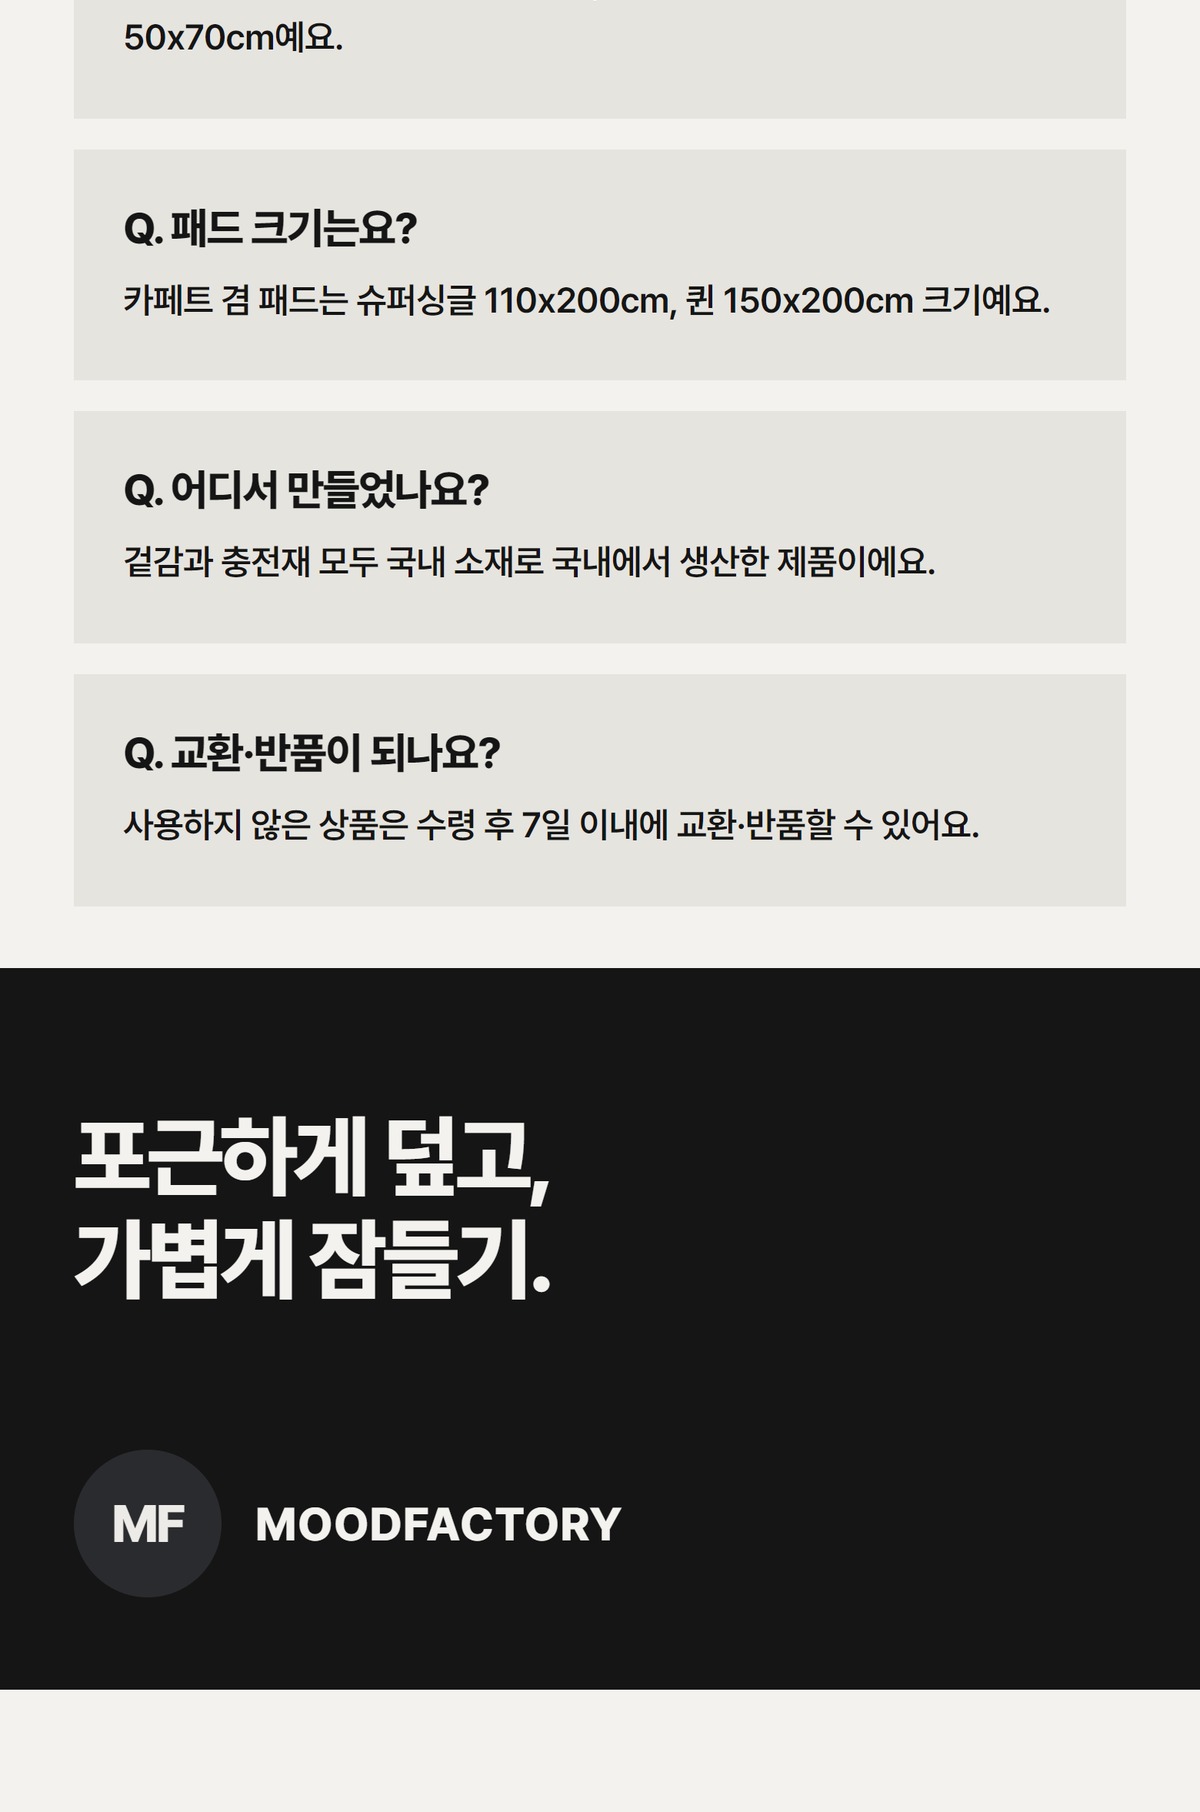 50x70cm예요.
Q. 패드 크기는요?
카페트 겸 패드는 슈퍼싱글 110x200cm, 퀸 150x200cm 크기예요.
Q. 어디서 만들었나요?
겉감과 충전재 모두 국내 소재로 국내에서 생산한 제품이에요.
Q. 교환·반품이 되나요?
사용하지 않은 상품은 수령 후 7일 이내에 교환·반품할 수 있어요.
포근하게 덮고,
가볍게 잠들기.
MF MOODFACTORY